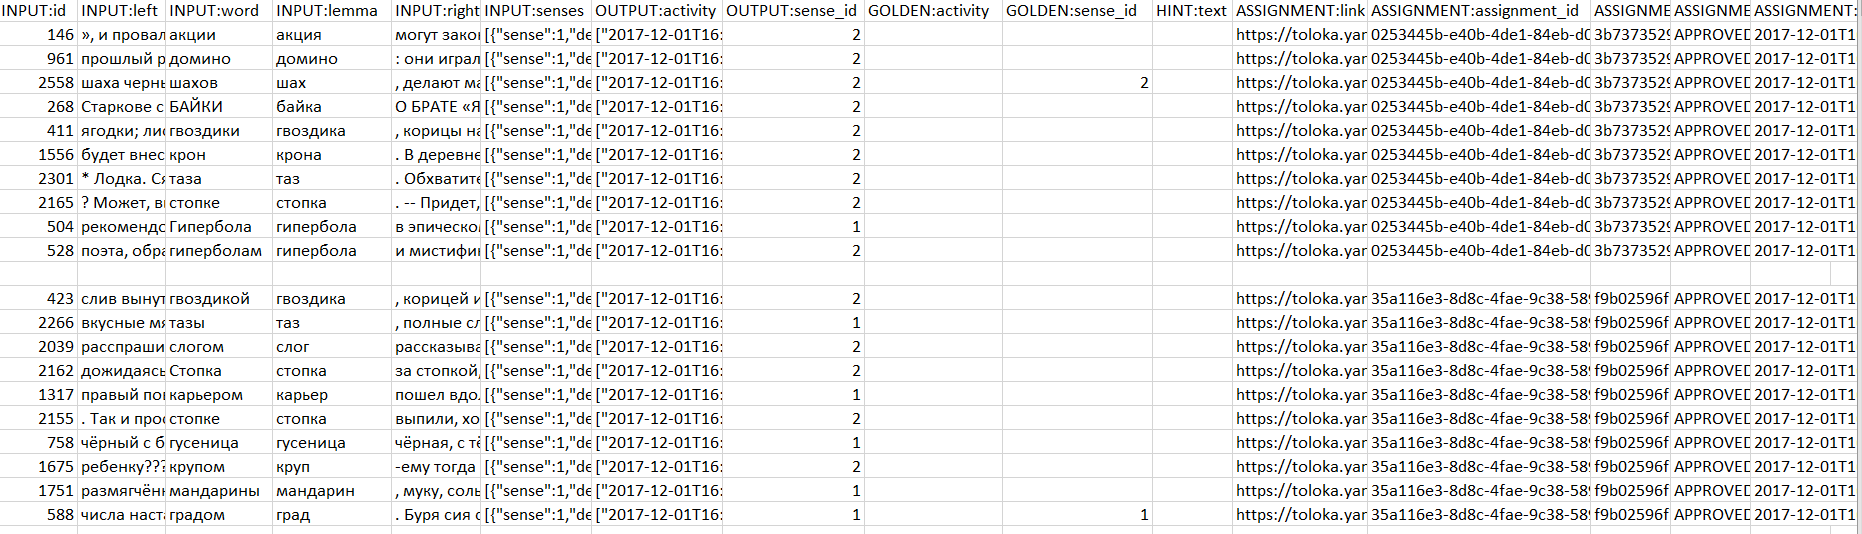 INPUT:id INPUT:left INPUT:word INPUT:lemma INPUT:right INPUT:senses OUTPUT:activity OUTPUT:sense_id GOLDEN:activity GOLDEN:sense_id HINT:text ASSIGNMENT:link ASSIGNMENT:assignment_id ASSIGNME ASSIGNME ASSIGNMENT:
146 », и провал акции акция могут зако [{"sense":1,"de ["2017-12-01T16: 2 https://toloka.yar 0253445b-e40b-4de1-84eb-d0 3b7373529 APPROVED 2017-12-01T1
961 прошлый р домино домино : они играл [{"sense":1,"de ["2017-12-01T16: 2 https://toloka.yar 0253445b-e40b-4de1-84eb-d0 3b7373529 APPROVED 2017-12-01T1
2558 шаха черн шахов шах , делают ма [{"sense":1,"de ["2017-12-01T16: 2 2 https://toloka.yar 0253445b-e40b-4de1-84eb-d0 3b7373529 APPROVED 2017-12-01T1
268 Старкове с БАЙКИ байка О БРАТЕ «Я [{"sense":1,"de ["2017-12-01T16: 2 https://toloka.yar 0253445b-e40b-4de1-84eb-d0 3b7373529 APPROVED 2017-12-01T1
411 ягодки; ли гвоздики гвоздика , корицы на [{"sense":1,"de ["2017-12-01T16: 2 https://toloka.yar 0253445b-e40b-4de1-84eb-d0 3b7373529 APPROVED 2017-12-01T1
1556 будет внес крон крона . В деревне [{"sense":1,"de ["2017-12-01T16: 2 https://toloka.yar 0253445b-e40b-4de1-84eb-d0 3b7373529 APPROVED 2017-12-01T1
2301 * Лодка. Ся таза таз . Обхватите [{"sense":1,"de ["2017-12-01T16: 2 https://toloka.yar 0253445b-e40b-4de1-84eb-d0 3b7373529 APPROVED 2017-12-01T1
2165 ? Может, в стопке стопка . -- Придет, [{"sense":1,"de ["2017-12-01T16: 2 https://toloka.yar 0253445b-e40b-4de1-84eb-d0 3b7373529 APPROVED 2017-12-01T1
504 рекомендо Гипербола гипербола в эпическо [{"sense":1,"de ["2017-12-01T16: 1 https://toloka.yar 0253445b-e40b-4de1-84eb-d0 3b7373529 APPROVED 2017-12-01T1
528 поэта, обра гиперболам гипербола и мистифи [{"sense":1,"de ["2017-12-01T16: 2 https://toloka.yar 0253445b-e40b-4de1-84eb-d0 3b7373529 APPROVED 2017-12-01T1
423 слив вынут гвоздикой гвоздика , корицей и [{"sense":1,"de ["2017-12-01T16: 2 https://toloka.yar 35a116e3-8d8c-4fae-9c38-589 f9b02596f APPROVED 2017-12-01T1
2266 вкусные мя тазы таз , полные сл [{"sense":1,"de ["2017-12-01T16: 1 https://toloka.yar 35a116e3-8d8c-4fae-9c38-589 f9b02596f APPROVED 2017-12-01T1
2039 расспраши слогом слог рассказыва [{"sense":1,"de ["2017-12-01T16: 2 https://toloka.yar 35a116e3-8d8c-4fae-9c38-589 f9b02596f APPROVED 2017-12-01T1
2162 дожидаясь Стопка стопка за стопкой, [{"sense":1,"de ["2017-12-01T16: 2 https://toloka.yar 35a116e3-8d8c-4fae-9c38-589 f9b02596f APPROVED 2017-12-01T1
1317 правый по карьером карьер пошел вдо [{"sense":1,"de ["2017-12-01T16: 1 https://toloka.yar 35a116e3-8d8c-4fae-9c38-589 f9b02596f APPROVED 2017-12-01T1
2155 . Так и про стопке стопка выпили, хо [{"sense":1,"de ["2017-12-01T16: 2 https://toloka.yar 35a116e3-8d8c-4fae-9c38-589 f9b02596f APPROVED 2017-12-01T1
758 чёрный с б гусеница гусеница чёрная, с тё [{"sense":1,"de ["2017-12-01T16: 1 https://toloka.yar 35a116e3-8d8c-4fae-9c38-589 f9b02596f APPROVED 2017-12-01T1
1675 ребенку??? крупом круп -ему тогда [{"sense":1,"de ["2017-12-01T16: 2 https://toloka.yar 35a116e3-8d8c-4fae-9c38-589 f9b02596f APPROVED 2017-12-01T1
1751 размягчён мандарины мандарин , муку, соль [{"sense":1,"de ["2017-12-01T16: 1 https://toloka.yar 35a116e3-8d8c-4fae-9c38-589 f9b02596f APPROVED 2017-12-01T1
588 числа наст градом град . Буря сия с [{"sense":1,"de ["2017-12-01T16: 1 1 https://toloka.yar 35a116e3-8d8c-4fae-9c38-589 f9b02596f APPROVED 2017-12-01T1